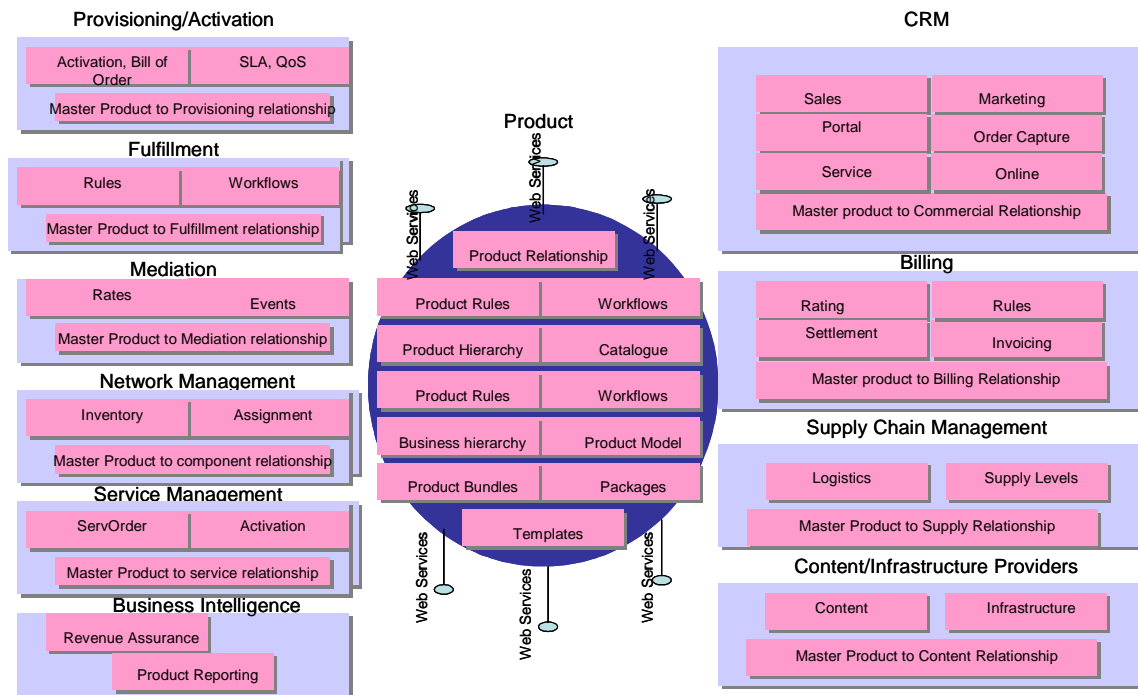 Provisioning/Activation
Activation, Bill of
Order
SLA, QoS
Master Product to Provisioning relationship
Fulfillment
Rules
Workflows
Master Product to Fulfillment relationship
Mediation
Rates
Events
Master Product to Mediation relationship
Network Management
Inventory
Assignment
Master Product to component relationship
Service Management
ServOrder
Activation
Master Product to service relationship
Business Intelligence
Revenue Assurance
Product Reporting
Product
Web Services
Web Services
Web Services
Product Relationship
Product Rules
Workflows
Product Hierarchy
Catalogue
Product Rules
Workflows
Business hierarchy
Product Model
Product Bundles
Packages
Templates
Web Services
Web Services
Web Services
CRM
Sales
Marketing
Portal
Order Capture
Service
Online
Master product to Commercial Relationship
Billing
Rating
Rules
Settlement
Invoicing
Master product to Billing Relationship
Supply Chain Management
Logistics
Supply Levels
Master Product to Supply Relationship
Content/Infrastructure Providers
Content
Infrastructure
Master Product to Content Relationship